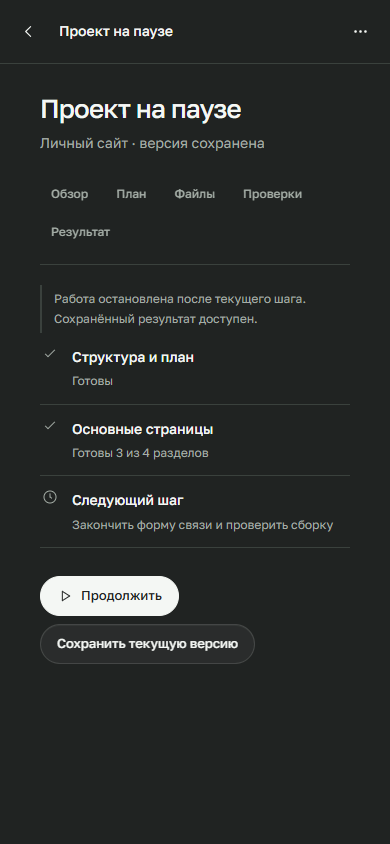 Проект на паузе
Проект на паузе
Личный сайт · версия сохранена
Обзор План Файлы Проверки
Результат
Работа остановлена после текущего шага.
Сохранённый результат доступен.
Структура и план
Готовы
Основные страницы
Готовы 3 из 4 разделов
Следующий шаг
Закончить форму связи и проверить сборку
Продолжить
Сохранить текущую версию